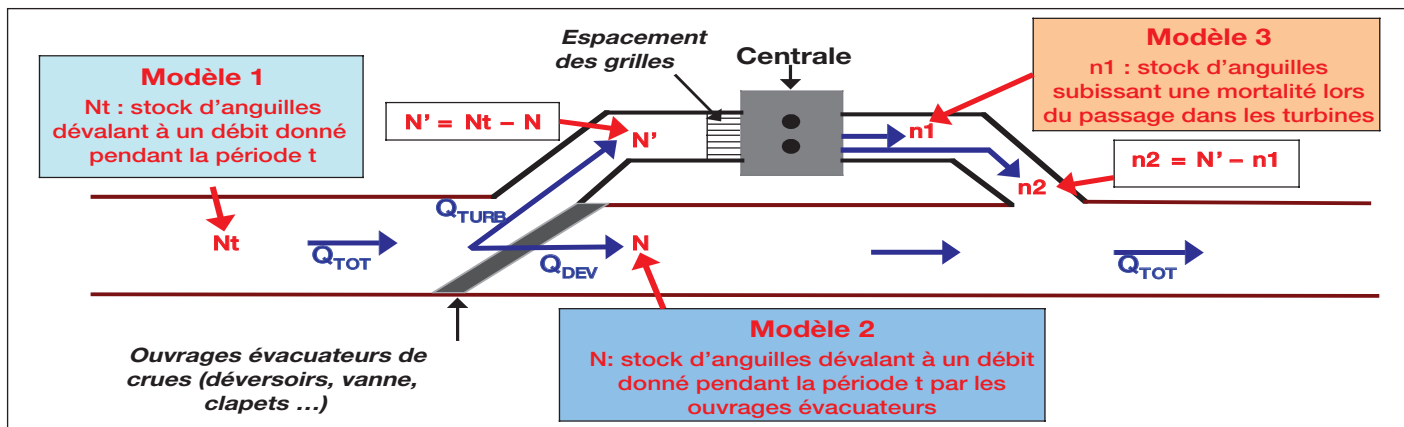 Espacement
des grilles
Centrale
Modèle 1
Nt : stock d'anguilles
dévalant à un débit donné
pendant la période t
N' = Nt – N
N'
Modèle 3
n1 : stock d'anguilles
subissant une mortalité lors
du passage dans les turbines
n1
n2 = N' – n1
n2
QTURB
Nt
QTOT
N
QDEV
QTOT
Ouvrages évacuateurs de
crues (déversoirs, vanne,
clapets ...)
Modèle 2
N: stock d'anguilles dévalant à un débit
donné pendant la période t par les
ouvrages évacuateurs